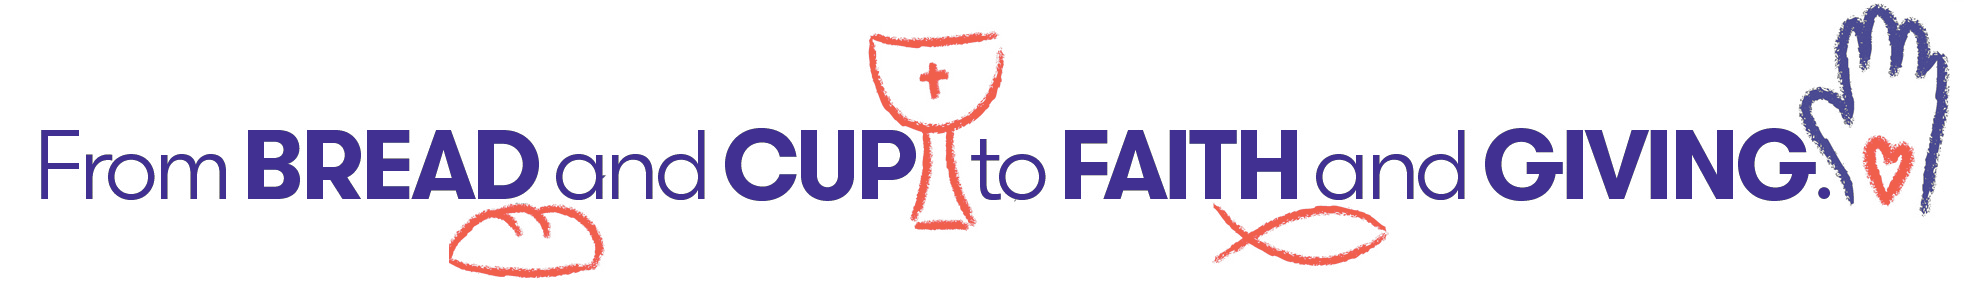 From BREAD and CUP to FAITH and GIVING.